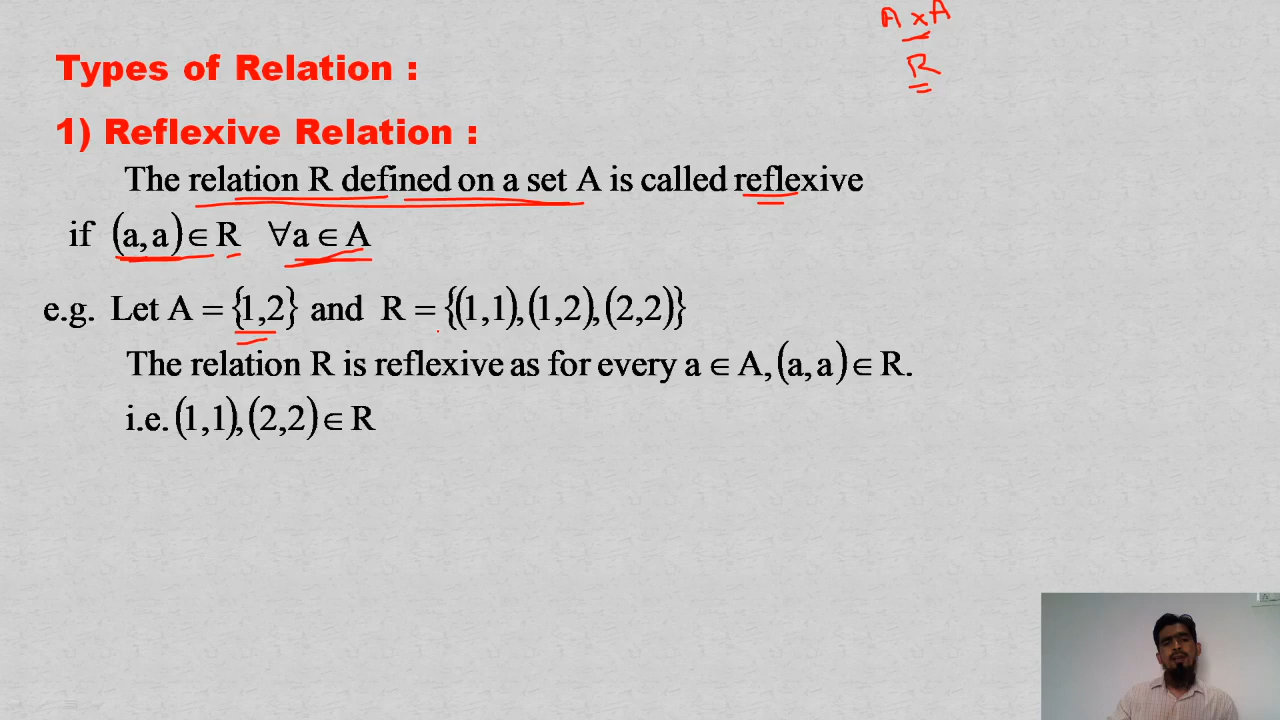 A × A
R
Types of Relation :
1) Reflexive Relation :
The relation R defined on a set A is called reflexive
if (a,a)∈R ∀a∈A
e.g. Let A = {1,2} and R = {(1,1),(1,2),(2,2)}
The relation R is reflexive as for every a∈A,(a,a)∈R.
i.e.(1,1),(2,2)∈R